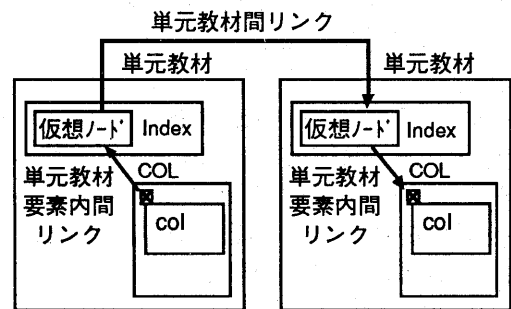 単元教材間リンク
単元教材
単元教材
仮想ノード Index
仮想ノード Index
単元教材
要素内間
リンク
COL
col
単元教材
要素内間
リンク
COL
col